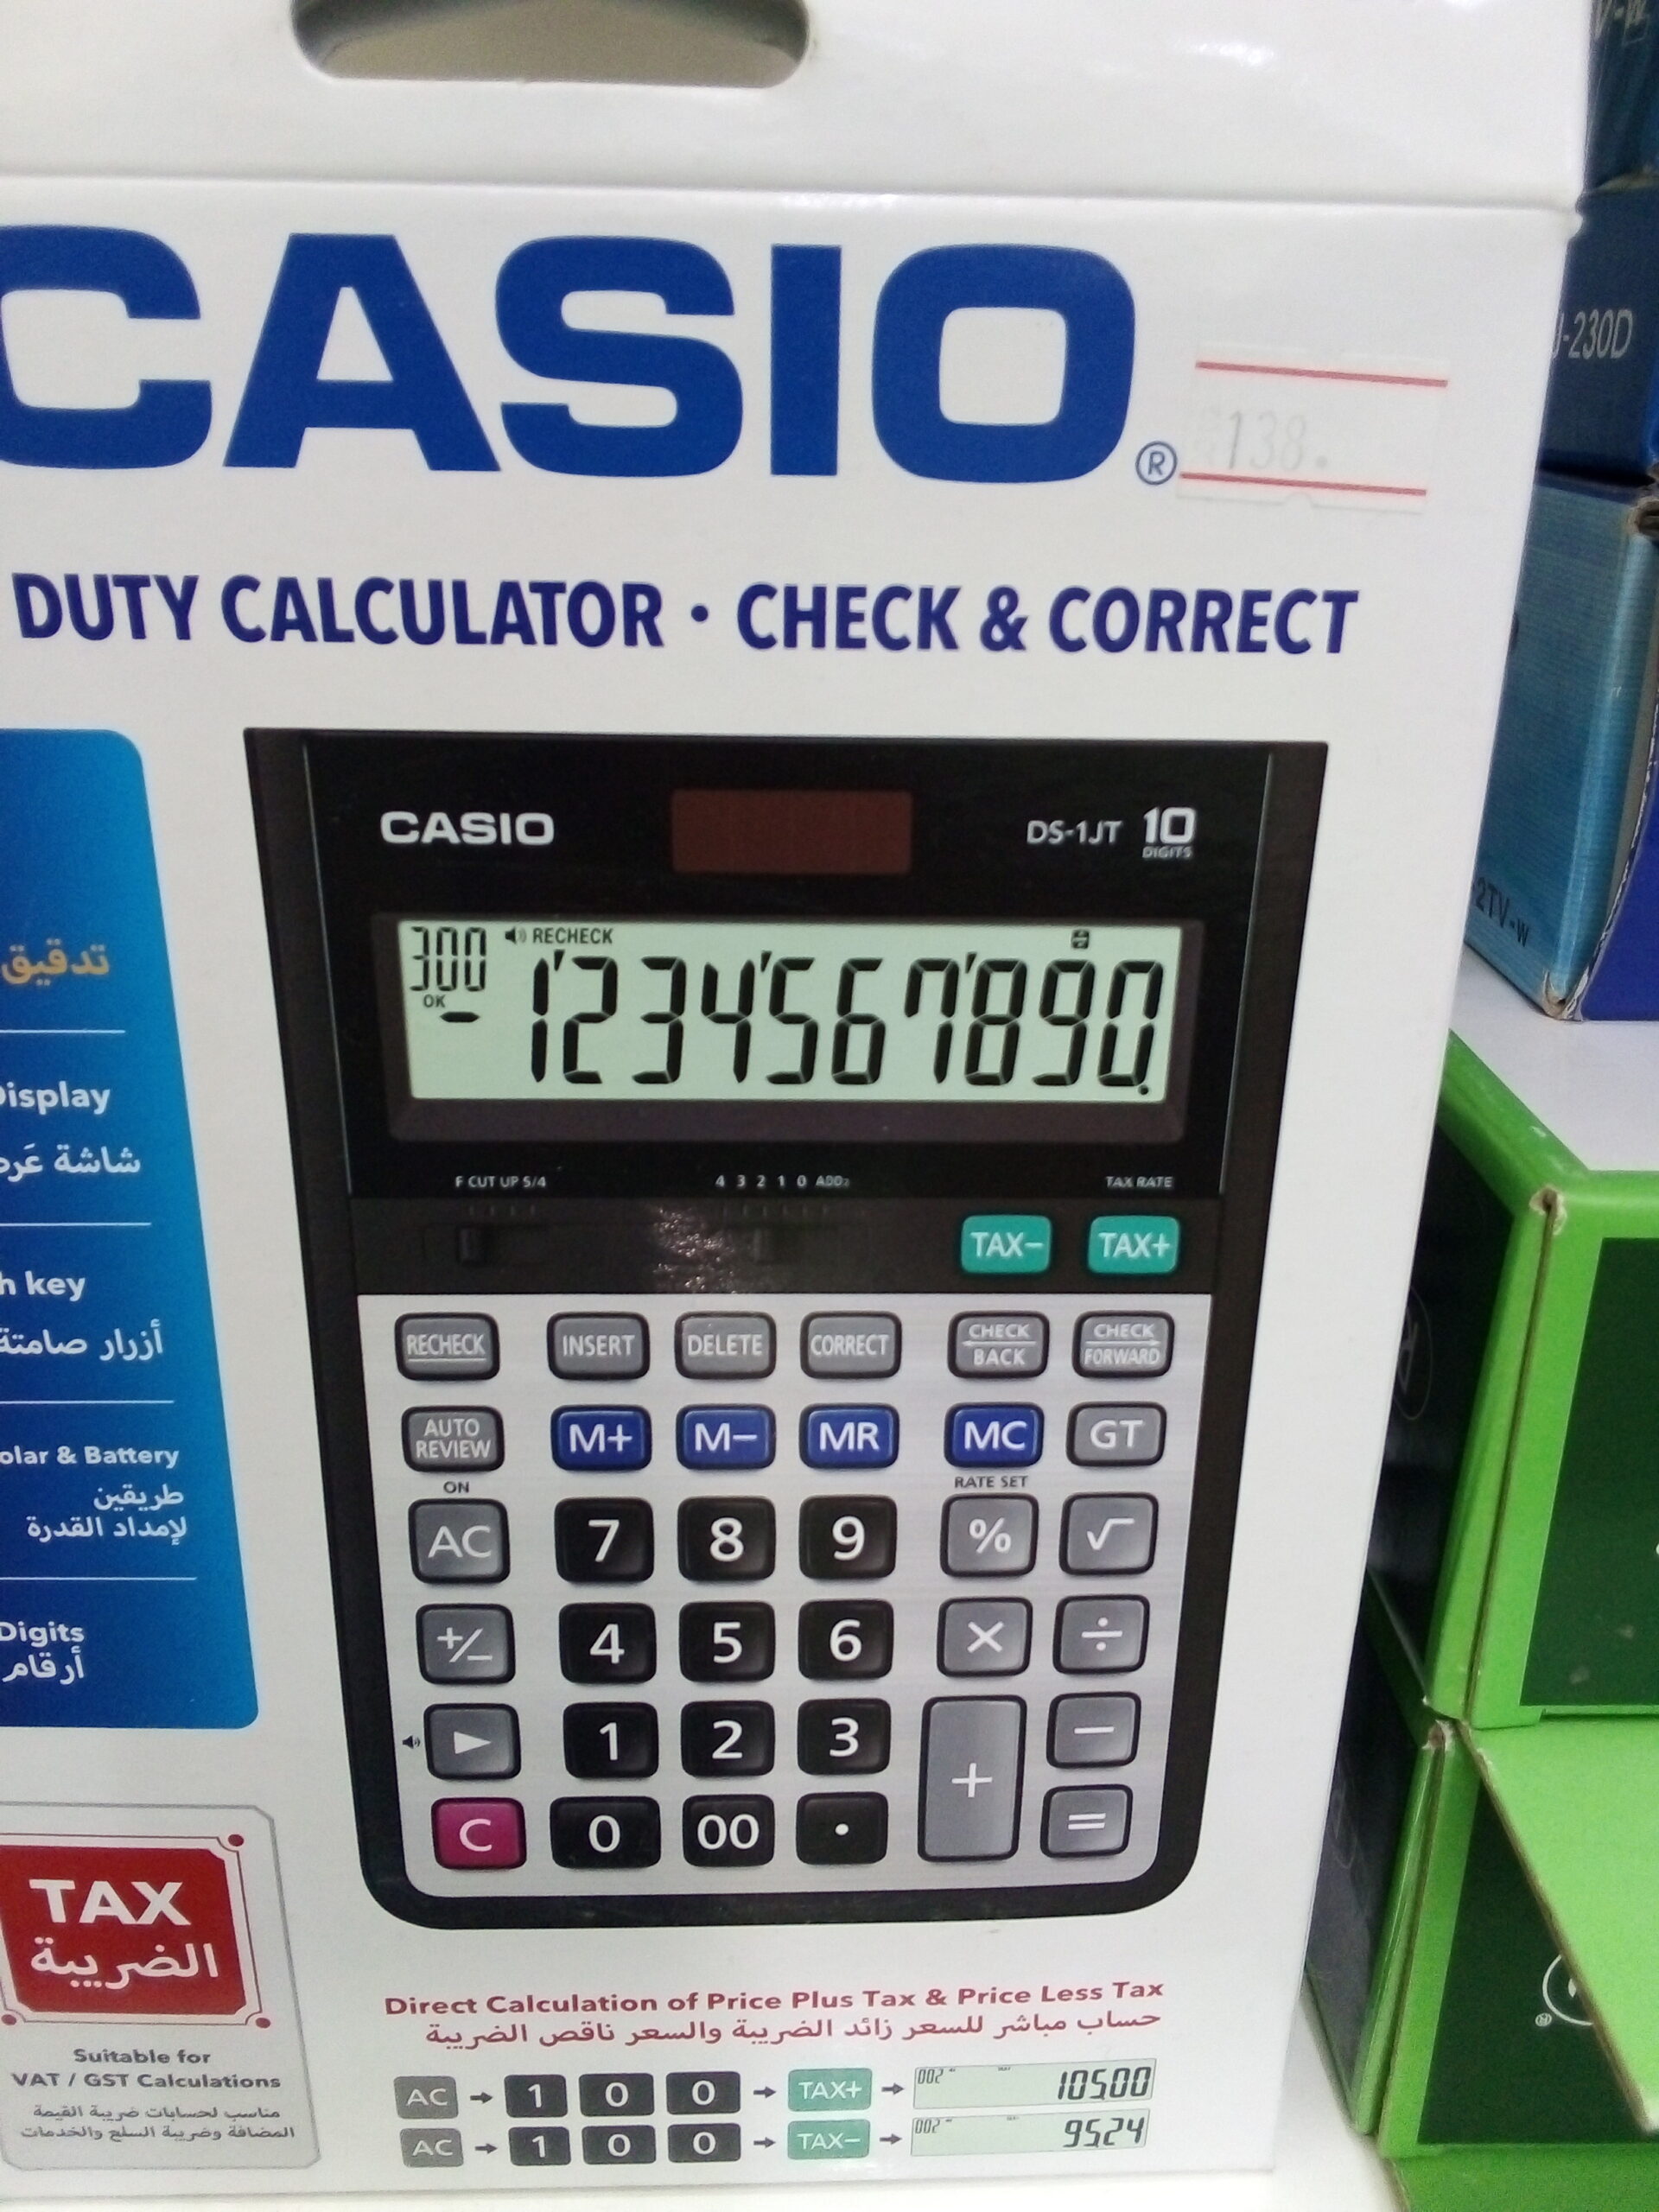 CASIO®
138.
DUTY CALCULATOR • CHECK & CORRECT
تدقيق
Display
شاشة
h key
أزرار صامتة
olar & Battery
طريقين
لإمداد القدرة
Digits
أرقام
CASIO DS-1JT 10
DIGITS
300 RECHECK
OK
-1'234'567'890.
F CUT UP 5/4 4 3 2 1 0 ADD₂ TAX RATE
TAX− TAX+
RECHECK INSERT DELETE CORRECT CHECK BACK CHECK FORWARD
AUTO REVIEW M+ M− MR MC GT
ON RATE SET
AC 7 8 9 % √
+/− 4 5 6 × ÷
► 1 2 3 + −
C 0 00 • =
TAX
الضريبة
Suitable for
VAT / GST Calculations
مناسب لحسابات ضريبة القيمة
المضافة وضريبة السلع والخدمات
Direct Calculation of Price Plus Tax & Price Less Tax
حساب مباشر للسعر زائد الضريبة والسعر ناقص الضريبة
AC → 1 0 0 → TAX+ → 002 10500
AC → 1 0 0 → TAX− → 002 9524
J-230D
2TV-W